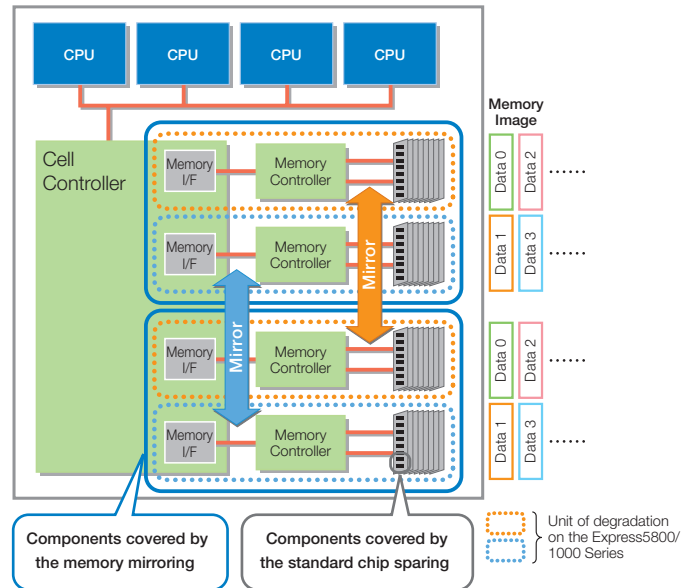 CPU
CPU
CPU
CPU
Memory
Image
Cell
Controller
Memory
I/F
Memory
Controller
Data 0
Data 2
......
Memory
I/F
Memory
Controller
Data 1
Data 3
......
Mirror
Mirror
Memory
I/F
Memory
Controller
Data 0
Data 2
......
Memory
I/F
Memory
Controller
Data 1
Data 3
......
Components covered by
the memory mirroring
Components covered by
the standard chip sparing
Unit of degradation
on the Express5800/
1000 Series